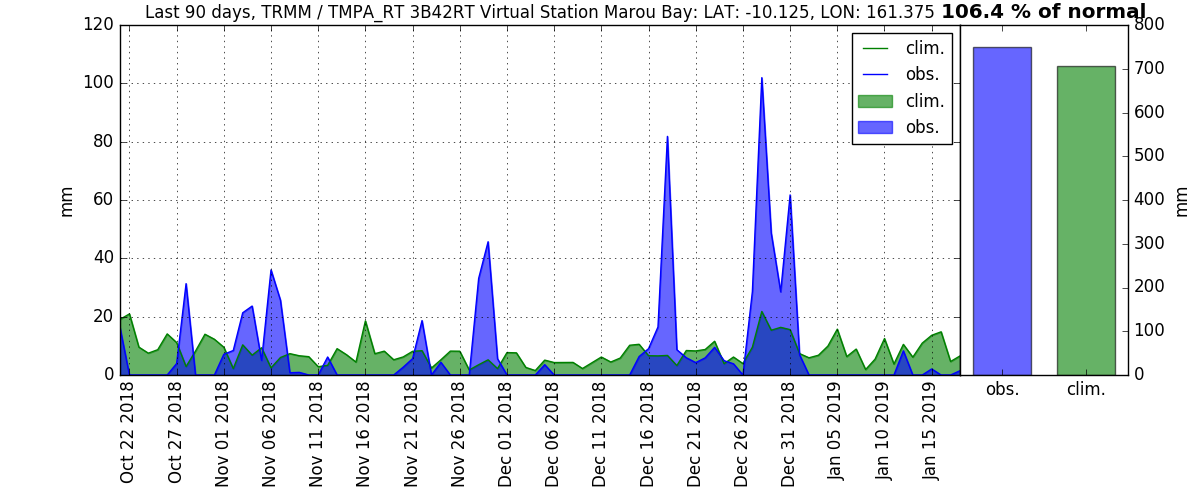 Last 90 days, TRMM / TMPA_RT 3B42RT Virtual Station Marou Bay: LAT: -10.125, LON: 161.375 106.4 % of normal
120
100
80
60
40
20
0
mm
clim.
obs.
clim.
obs.
800
700
600
500
400
300
200
100
0
mm
Oct 22 2018
Oct 27 2018
Nov 01 2018
Nov 06 2018
Nov 11 2018
Nov 16 2018
Nov 21 2018
Nov 26 2018
Dec 01 2018
Dec 06 2018
Dec 11 2018
Dec 16 2018
Dec 21 2018
Dec 26 2018
Dec 31 2018
Jan 05 2019
Jan 10 2019
Jan 15 2019
obs.
clim.